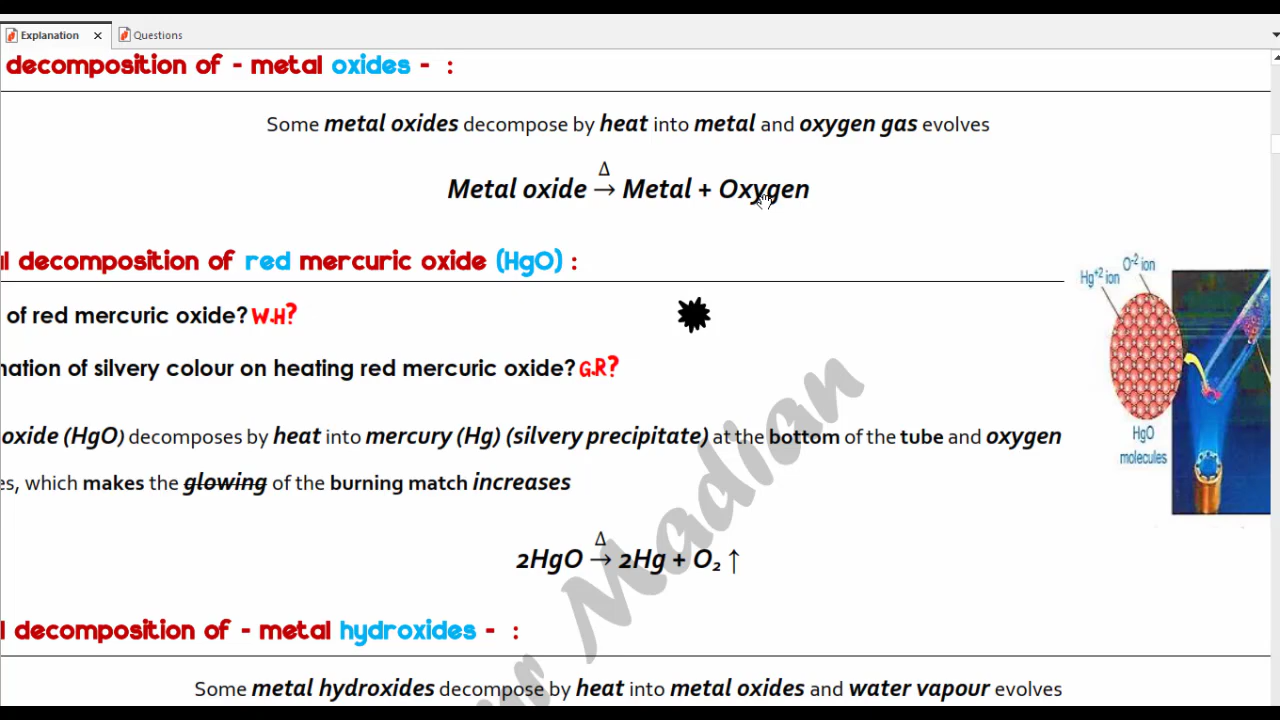 Explanation
Questions
decomposition of - metal oxides - :
Some metal oxides decompose by heat into metal and oxygen gas evolves
Δ
Metal oxide → Metal + Oxygen
l decomposition of red mercuric oxide (HgO) :
Hg+2 ion O-2 ion
of red mercuric oxide? W.H?
nation of silvery colour on heating red mercuric oxide? G.R?
oxide (HgO) decomposes by heat into mercury (Hg) (silvery precipitate) at the bottom of the tube and oxygen
HgO
molecules
es, which makes the glowing of the burning match increases
Δ
2HgO → 2Hg + O₂ ↑
l decomposition of - metal hydroxides - :
Some metal hydroxides decompose by heat into metal oxides and water vapour evolves
Madian